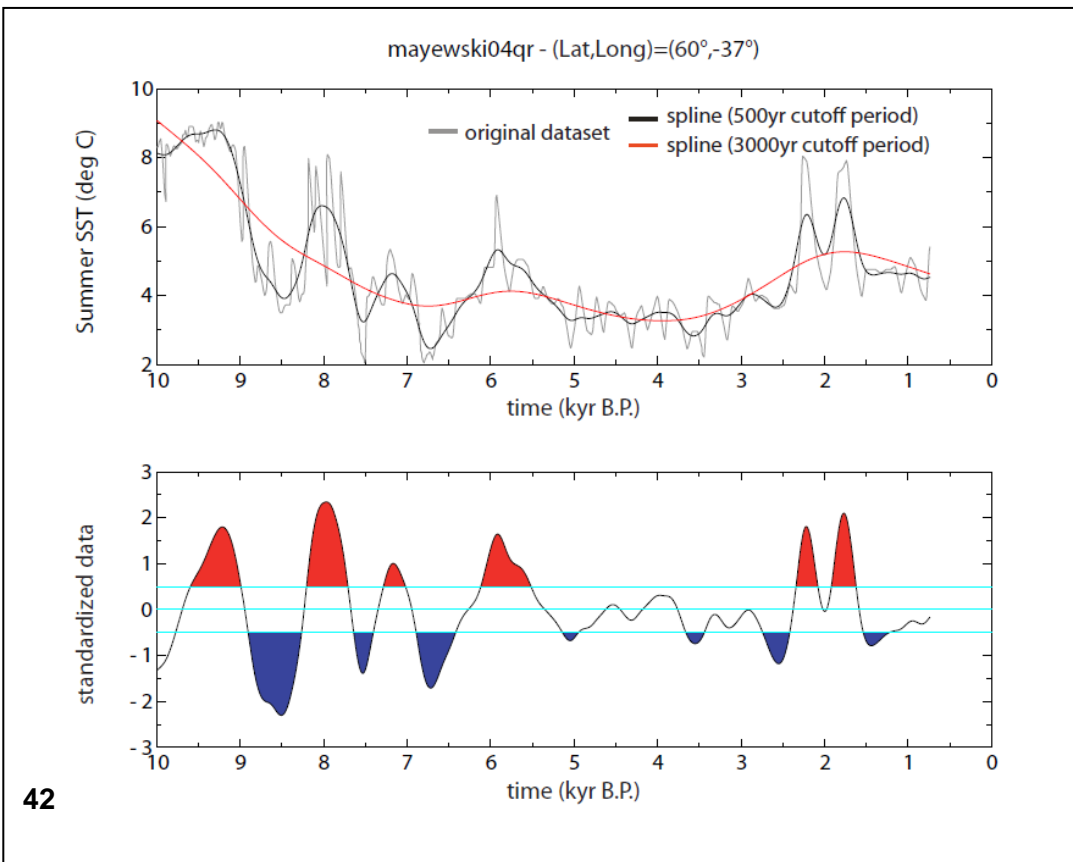 mayewski04qr - (Lat,Long)=(60°,-37°)
original dataset
spline (500yr cutoff period)
spline (3000yr cutoff period)
Summer SST (deg C)
10
8
6
4
2
10 9 8 7 6 5 4 3 2 1 0
time (kyr B.P.)
standardized data
3
2
1
0
- 1
- 2
- 3
10 9 8 7 6 5 4 3 2 1 0
time (kyr B.P.)
42